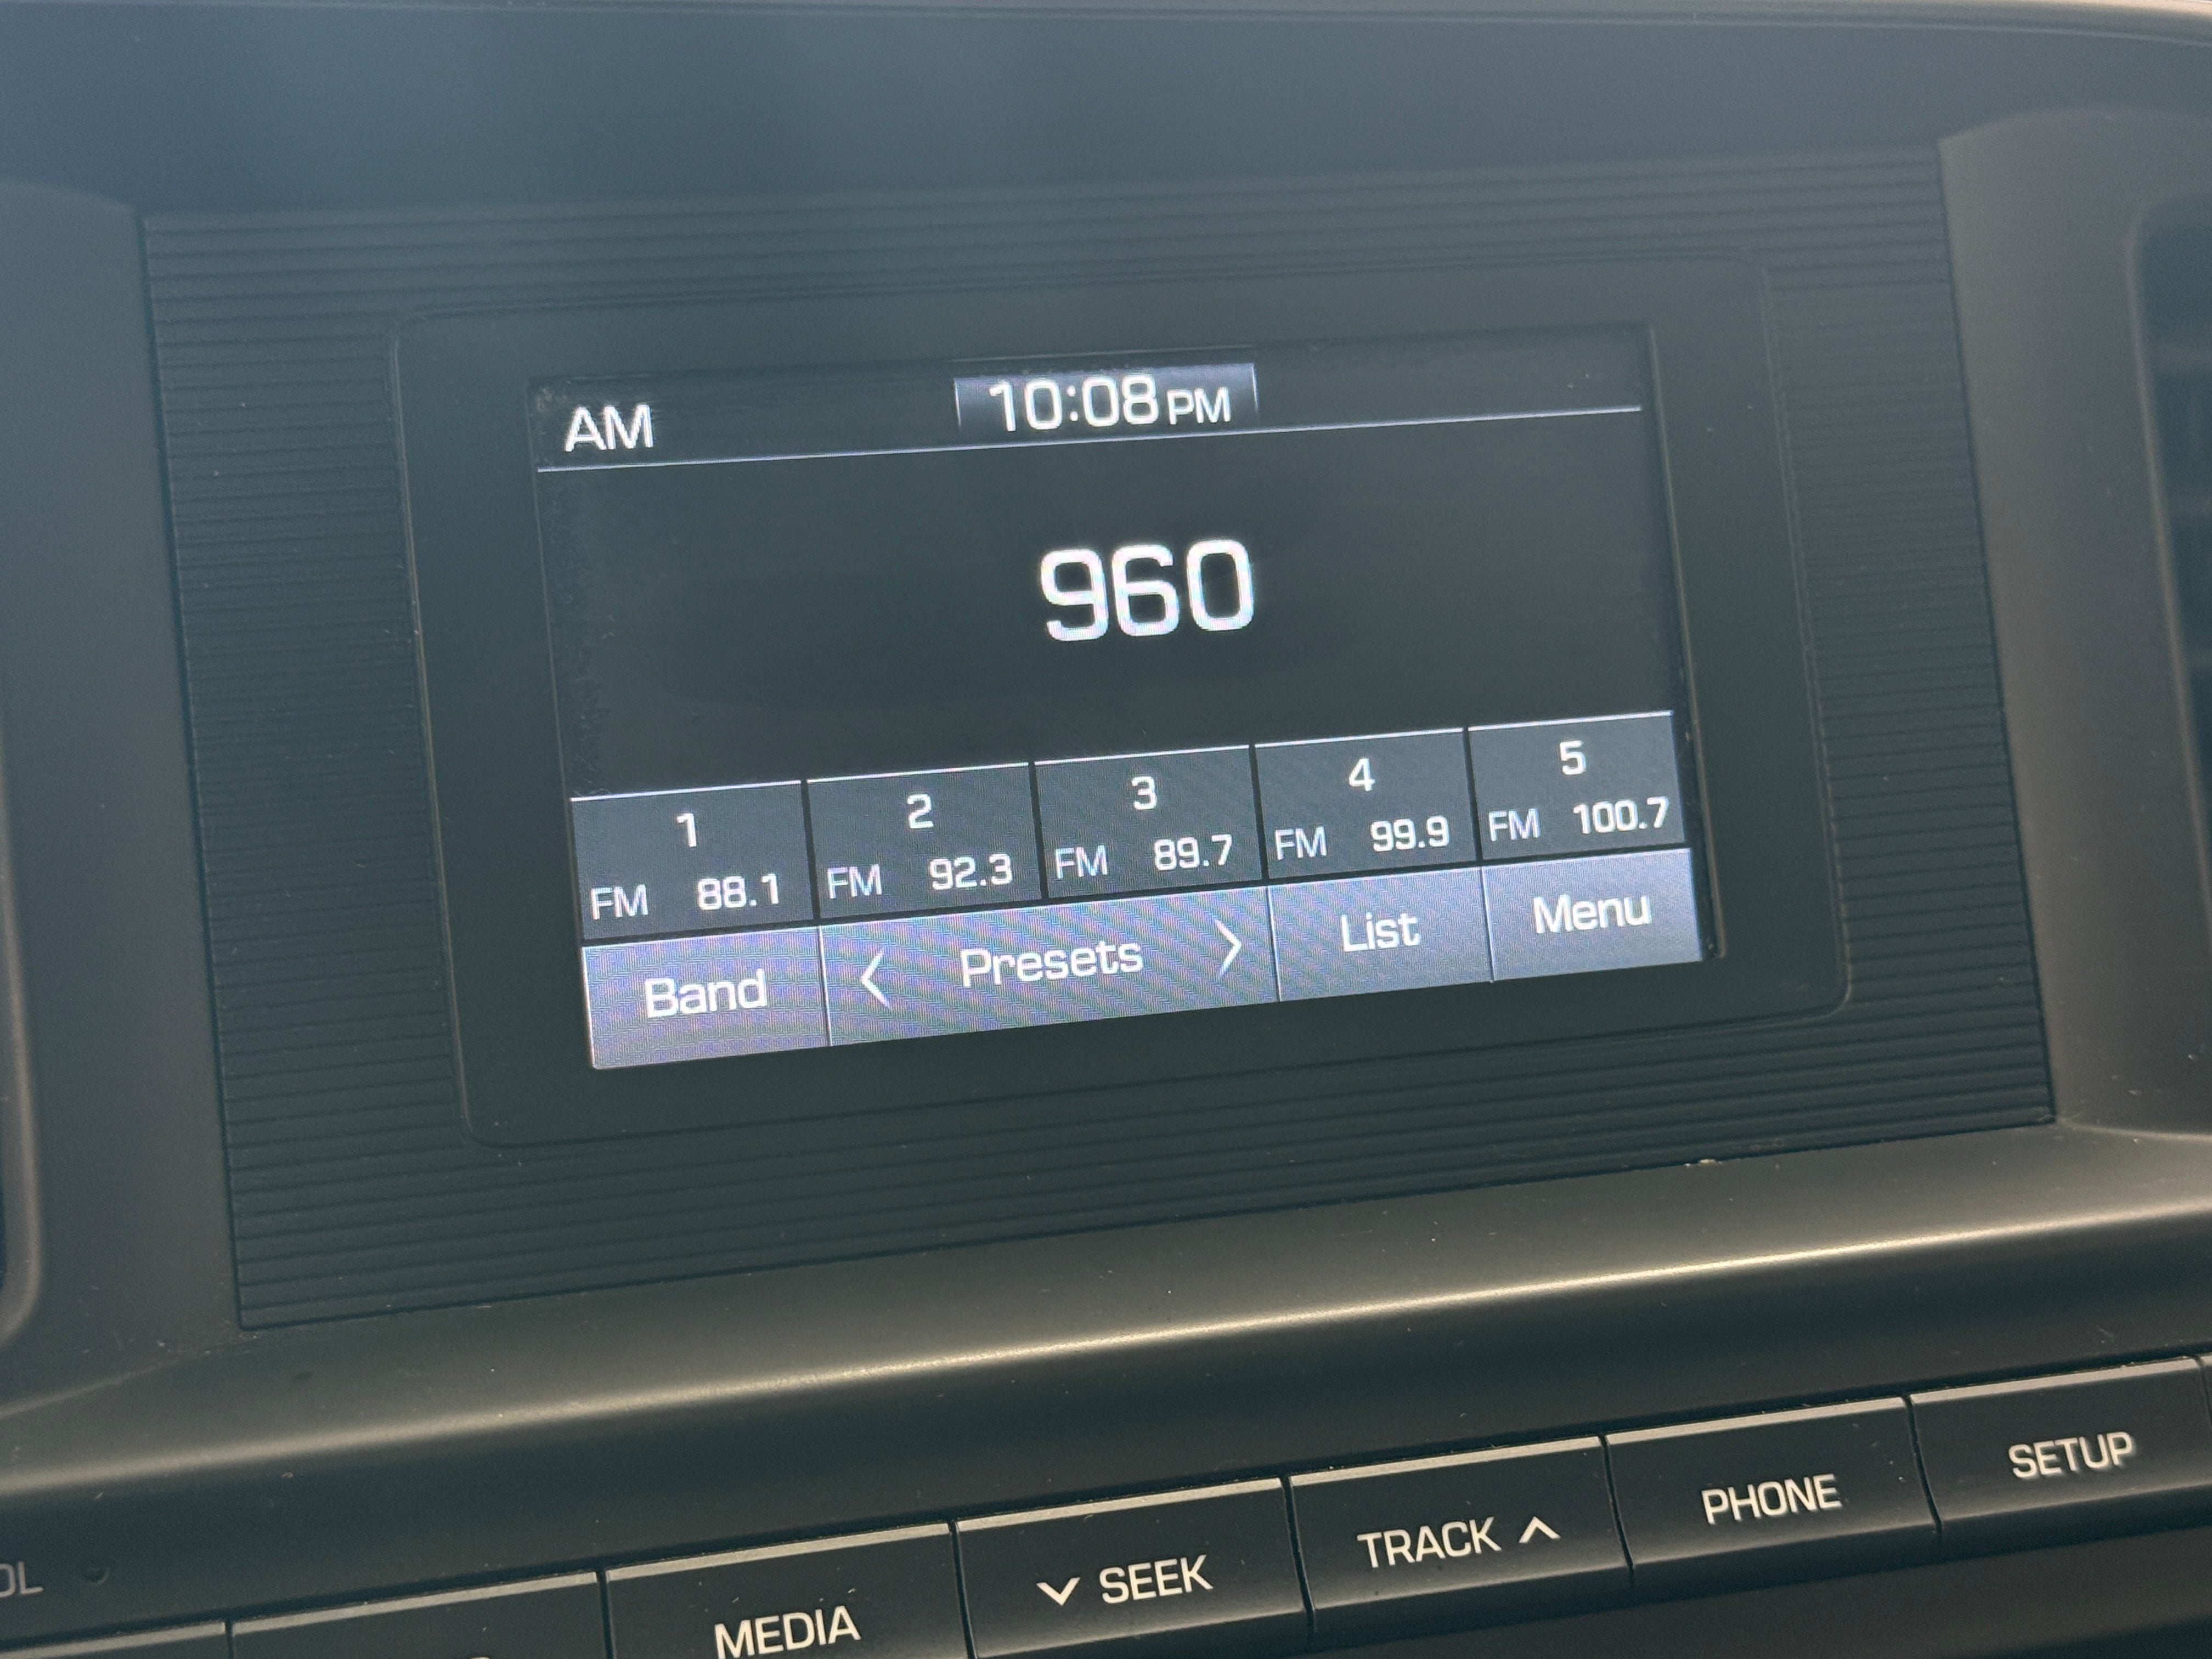 AM 10:08 PM
960
1 2 3 4 5
FM 88.1 FM 92.3 FM 89.7 FM 99.9 FM 100.7
Band < Presets > List Menu
MEDIA SEEK TRACK PHONE SETUP